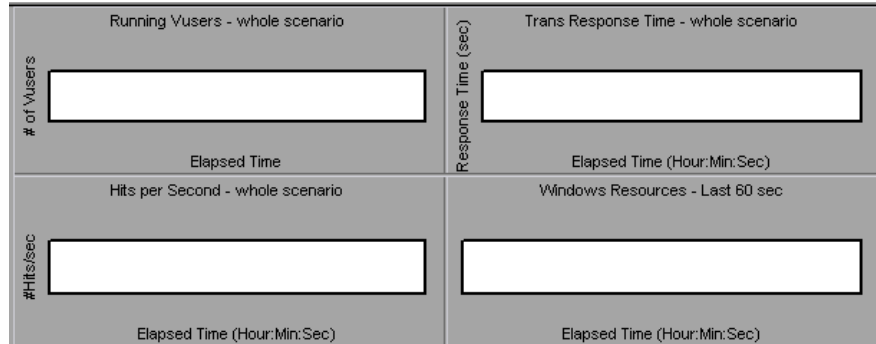 Running Vusers - whole scenario
# of Vusers
Elapsed Time
Trans Response Time - whole scenario
Response Time (sec)
Elapsed Time (Hour:Min:Sec)
Hits per Second - whole scenario
#Hits/sec
Elapsed Time (Hour:Min:Sec)
Windows Resources - Last 60 sec
Elapsed Time (Hour:Min:Sec)